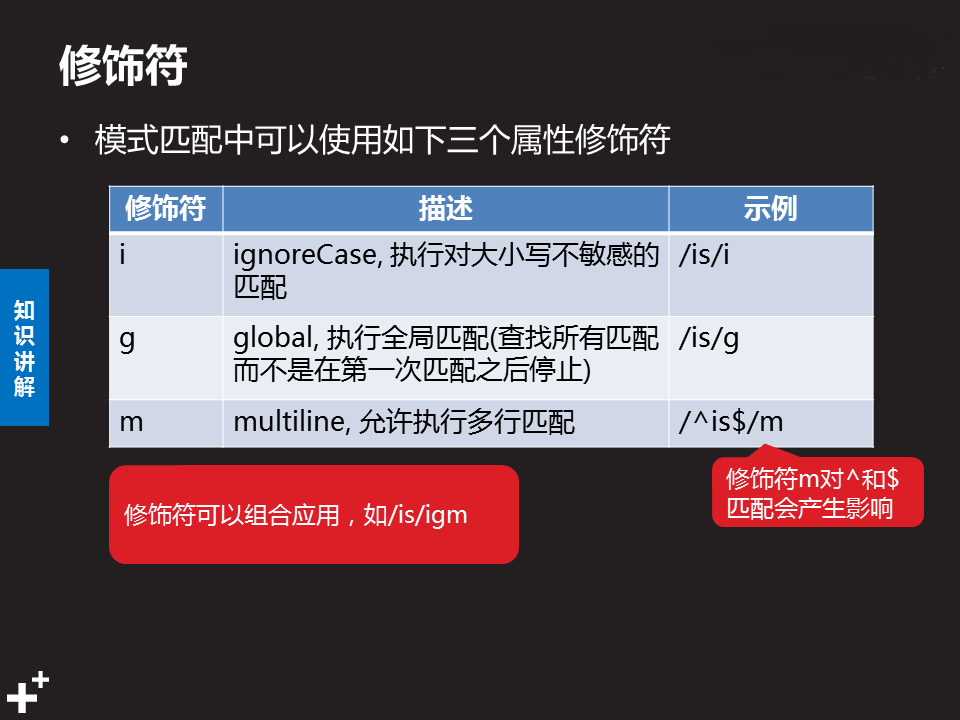 修饰符
• 模式匹配中可以使用如下三个属性修饰符
修饰符 描述 示例
i ignoreCase, 执行对大小写不敏感的 /is/i
匹配
g global, 执行全局匹配(查找所有匹配 /is/g
而不是在第一次匹配之后停止)
m multiline, 允许执行多行匹配 /^is$/m
知
识
讲
解
修饰符m对^和$
匹配会产生影响
修饰符可以组合应用，如/is/igm